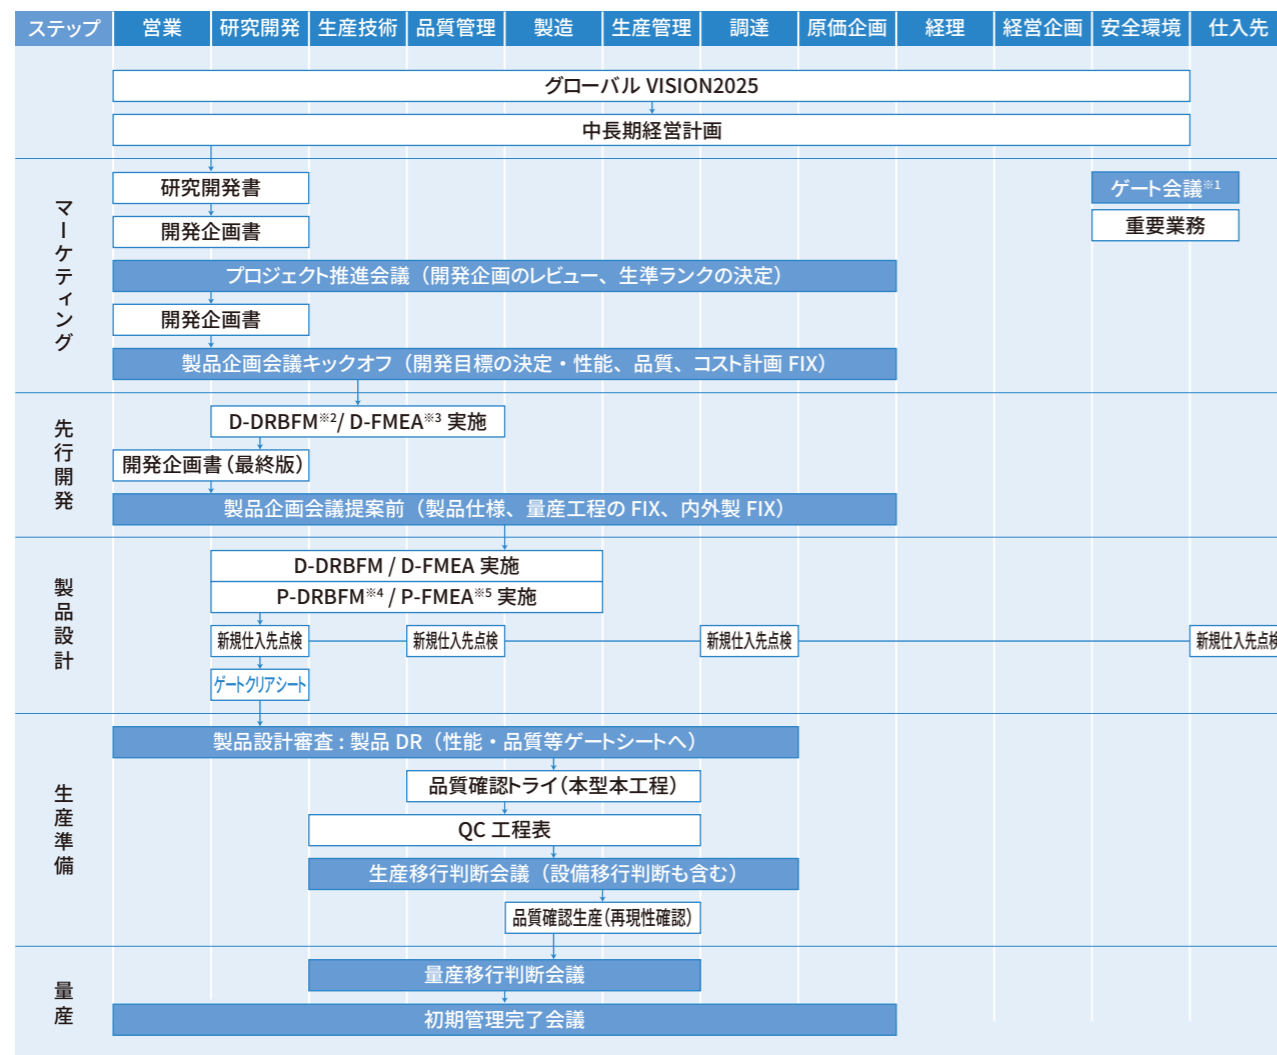 ステップ 営業 研究開発 生産技術 品質管理 製造 生産管理 調達 原価企画 経理 経営企画 安全環境 仕入先
グローバル VISION2025
中長期経営計画
マーケティング
研究開発書
ゲート会議※1
開発企画書
重要業務
プロジェクト推進会議（開発企画のレビュー、生準ランクの決定）
開発企画書
製品企画会議キックオフ（開発目標の決定・性能、品質、コスト計画 FIX）
先行開発
D-DRBFM※2/ D-FMEA※3 実施
開発企画書（最終版）
製品企画会議提案前（製品仕様、量産工程の FIX、内外製 FIX）
製品設計
D-DRBFM / D-FMEA 実施
P-DRBFM※4 / P-FMEA※5 実施
新規仕入先点検 新規仕入先点検 新規仕入先点検 新規仕入先点検
ゲートクリアシート
生産準備
製品設計審査 : 製品 DR（性能・品質等ゲートシートへ）
品質確認トライ（本型本工程）
QC 工程表
生産移行判断会議（設備移行判断も含む）
品質確認生産（再現性確認）
量産
量産移行判断会議
初期管理完了会議